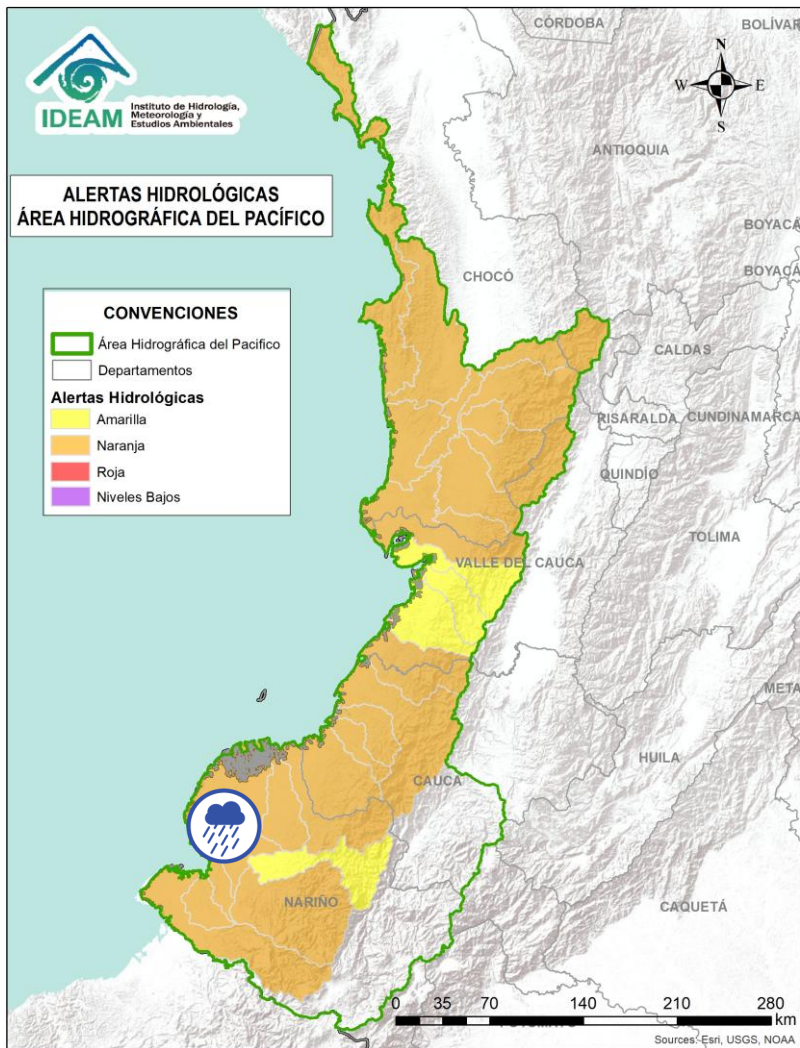 CÓRDOBA
BOLÍVAR
IDEAM
Instituto de Hidrología,
Meteorología y
Estudios Ambientales
N
W E
S
ANTIOQUIA
ALERTAS HIDROLÓGICAS
ÁREA HIDROGRÁFICA DEL PACÍFICO
BOYACÁ
BOYACÁ
CHOCÓ
CONVENCIONES
Área Hidrográfica del Pacifico
Departamentos
Alertas Hidrológicas
Amarilla
Naranja
Roja
Niveles Bajos
CALDAS
RISARALDA
CUNDINAMARCA
QUINDÍO
TOLIMA
VALLE DEL CAUCA
META
HUILA
CAUCA
NARIÑO
CAQUETÁ
0 35 70 140 210 280
km
Sources: Esri, USGS, NOAA